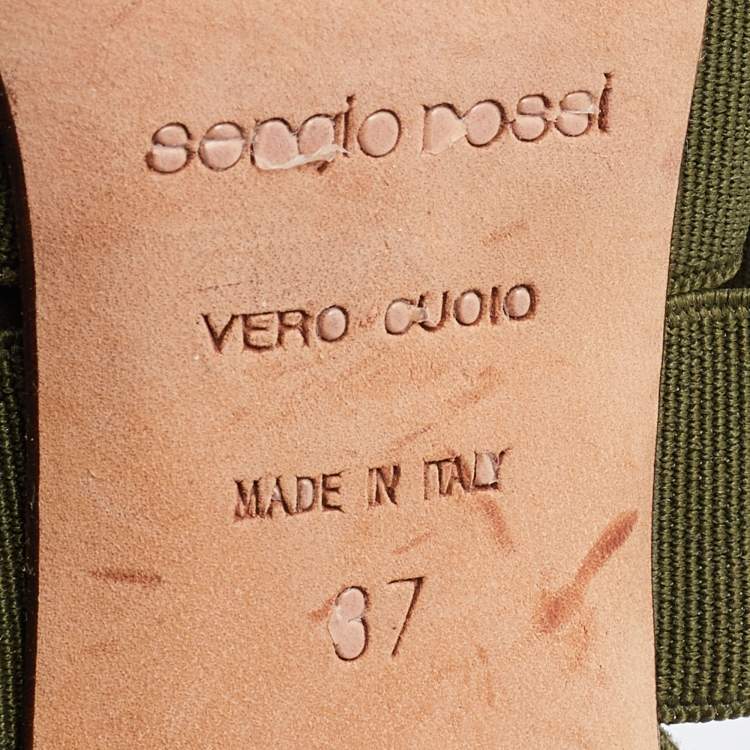 sergio rossi
VERO CUOIO
MADE IN ITALY
37